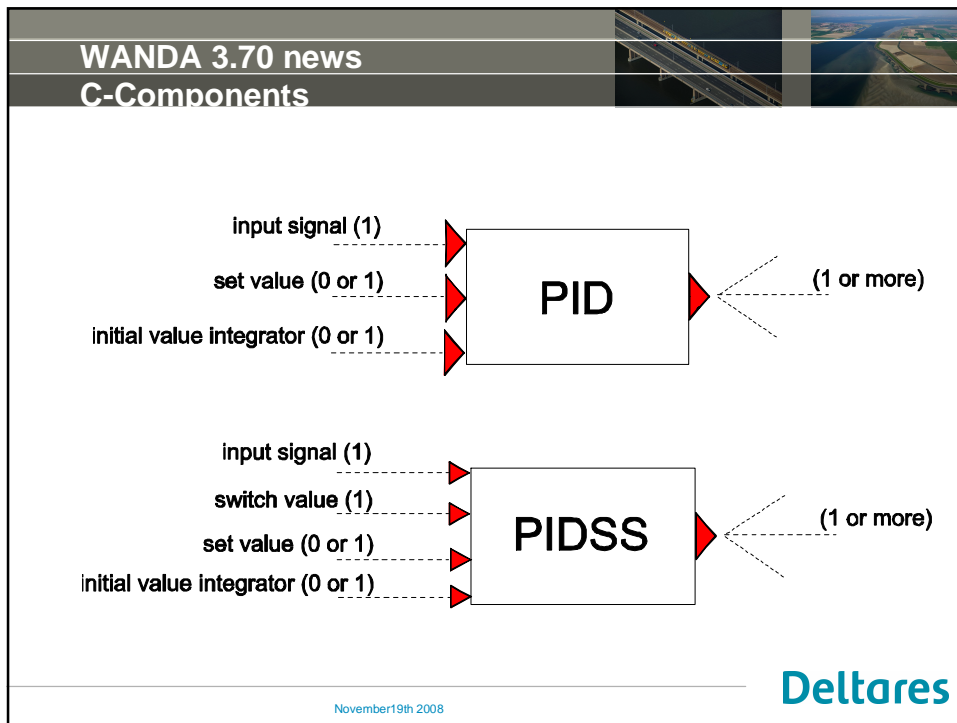 WANDA 3.70 news
C-Components
input signal (1)
set value (0 or 1)
initial value integrator (0 or 1)
PID
(1 or more)
input signal (1)
switch value (1)
set value (0 or 1)
initial value integrator (0 or 1)
PIDSS
(1 or more)
November19th 2008
Deltares